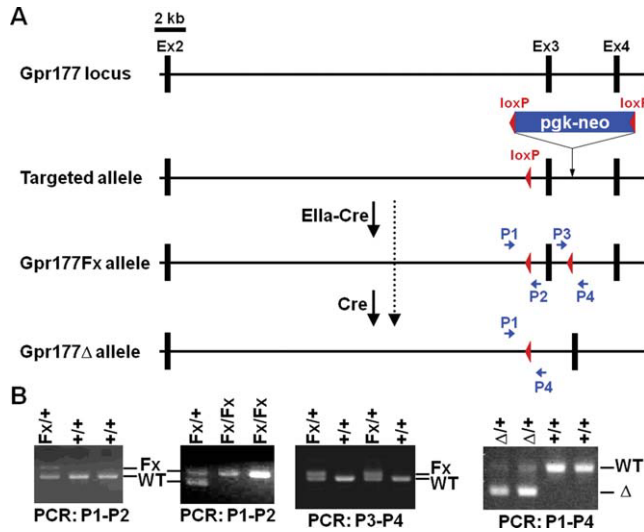 A
2 kb
Ex2
Ex3
Ex4
Gpr177 locus
loxP
loxP
pgk-neo
Targeted allele
loxP
EIIa-Cre
P1
P3
Gpr177Fx allele
P2
P4
Cre
P1
Gpr177Δ allele
P4
B
Fx/+
+/+
+/+
Fx/+
Fx/Fx
Fx/Fx
Fx/+
+/+
Fx/+
+/+
Δ/+
Δ/+
+/+
+/+
Fx
WT
Fx
WT
WT
Δ
PCR: P1-P2
PCR: P1-P2
PCR: P3-P4
PCR: P1-P4